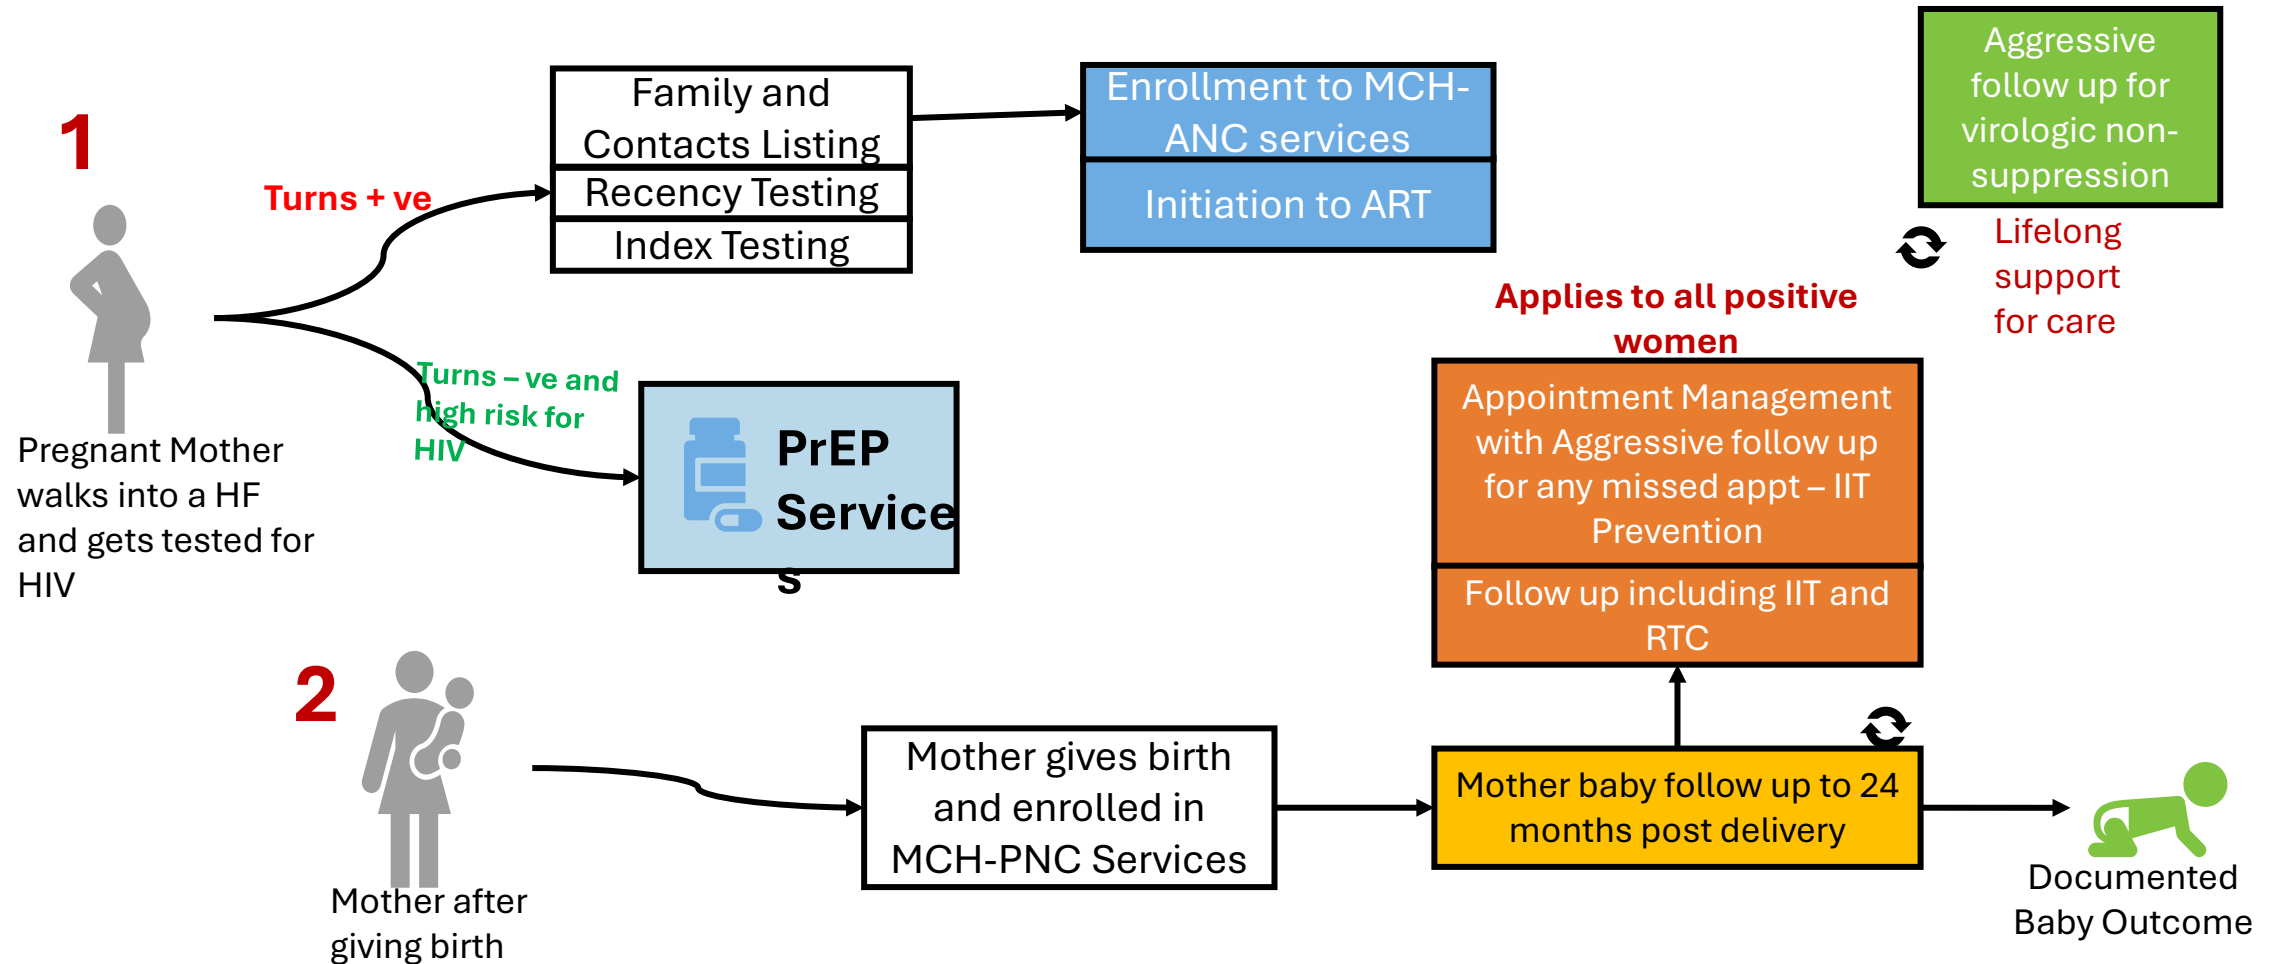 1
Turns + ve
Pregnant Mother
walks into a HF
and gets tested for
HIV
Family and
Contacts Listing
Recency Testing
Index Testing
Enrollment to MCH-
ANC services
Initiation to ART
Turns – ve and
high risk for
HIV
PrEP
Service
s
Aggressive
follow up for
virologic non-
suppression
Lifelong
support
for care
Applies to all positive
women
Appointment Management
with Aggressive follow up
for any missed appt – IIT
Prevention
Follow up including IIT and
RTC
2
Mother after
giving birth
Mother gives birth
and enrolled in
MCH-PNC Services
Mother baby follow up to 24
months post delivery
Documented
Baby Outcome